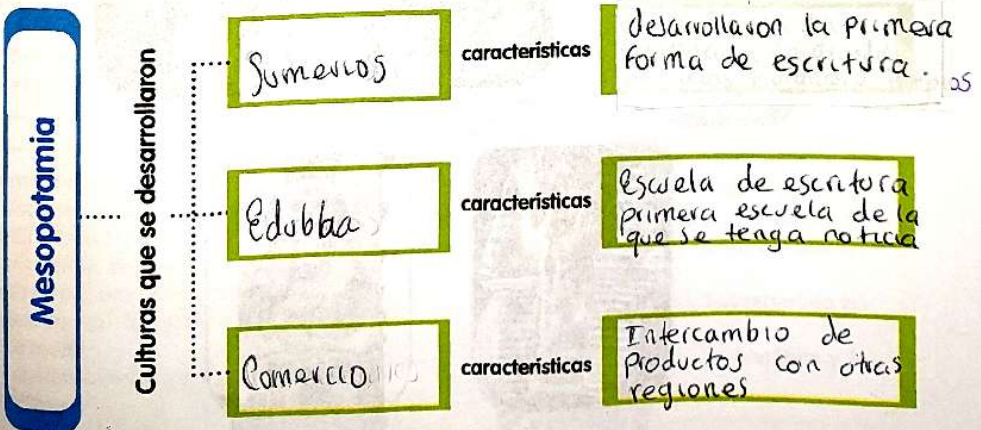 Mesopotamia
Culturas que se desarrollaron
Sumerios
características
desarrollaron la primera
forma de escritura.
25
Edubba
características
Escuela de escritura
primera escuela de la
que se tenga noticia
Comercio
características
Intercambio de
productos con otras
regiones